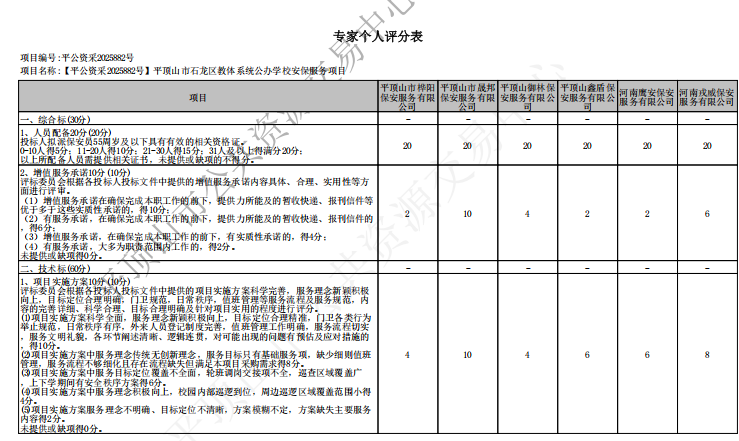 专家个人评分表
项目编号:平公资采2025882号
项目名称:【平公资采2025882号】平顶山市石龙区教体系统公办学校安保服务项目
项目
平顶山市桦阳保安服务有限公司
平顶山市晟邦保安服务有限公司
平顶山御林保安服务有限公司
平顶山鑫盾保安服务有限公司
河南鹰安保安服务有限公司
河南戎威保安服务有限公司
一、综合标(30分) - - - - - -
1、人员配备20分(20分)
投标人拟派保安员55周岁及以下具有有效的相关资格证。
0-10人得5分；11-20人得10分；21-30人得15分；31人及以上得满分20分；
以上所配备人员需提供相关证书，未提供或缺项的不得分。
20 20 20 20 20 20
2、增值服务承诺10分(10分)
评标委员会根据各投标人投标文件中提供的增值服务承诺内容具体、合理、实用性等方
面进行评审。
（1）增值服务承诺，在确保完成本职工作的前下，提供力所能及的暂收快递、报刊信件等
优于多于这些实质性承诺的，得10分；
（2）有服务承诺，在确保完成本职工作的前下，提供力所能及的暂收快递、报刊信件的
，得6分；
（3）增值服务承诺，在确保完成本职工作的前下，有实质性承诺的，得4分；
（4）有服务承诺，大多为职责范围内工作的，得2分。
未提供或缺项得0分。
2 10 4 2 2 6
二、技术标(60分) - - - - - -
1、项目实施方案10分(10分)
评标委员会根据各投标人投标文件中提供的项目实施方案科学完善，服务理念新颖积极
向上，目标定位合理明确，门卫规范，日常秩序，值班管理等服务流程及服务规范，内
容的完善详细、科学合理、目标合理明确及针对项目实用的程度进行评分。
(1)项目实施方案科学全面，服务理念新颖积极向上，目标定位合理精准，门卫各类行为
举止规范，日常秩序有序，外来人员登记制度完善，值班管理工作明确，服务流程切实
，服务文明礼貌，各环节阐述清晰、逻辑连贯，对可能出现的问题有预估及应对措施的
，得10分。
(2)项目实施方案中服务理念传统无创新理念，服务目标只有基础服务项，缺少细则值班
管理，服务流程不够细化且存在流程缺失但满足本项目采购需求得8分。
(3)项目实施方案中服务目标定位覆盖不全面，轮班调岗交接项不全，巡查区域覆盖广
，上下学期间有安全秩序方案得6分。
(4)项目实施方案中服务理念积极向上，校园内部巡逻到位，周边巡逻区域覆盖范围小得
4分。
(5)项目实施方案服务理念不明确、目标定位不清晰，方案模糊不定，方案缺失主要服务
内容得2分。
未提供或缺项得0分。
4 10 4 6 6 8